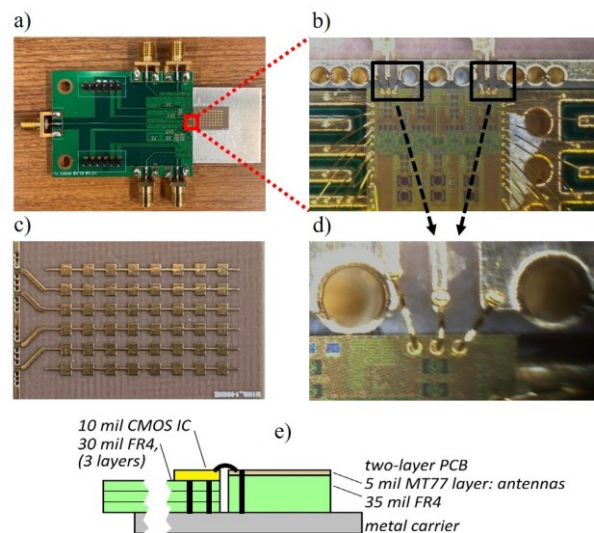 a)
b)
c)
d)
e)
10 mil CMOS IC
30 mil FR4,
(3 layers)
two-layer PCB
5 mil MT77 layer: antennas
35 mil FR4
metal carrier